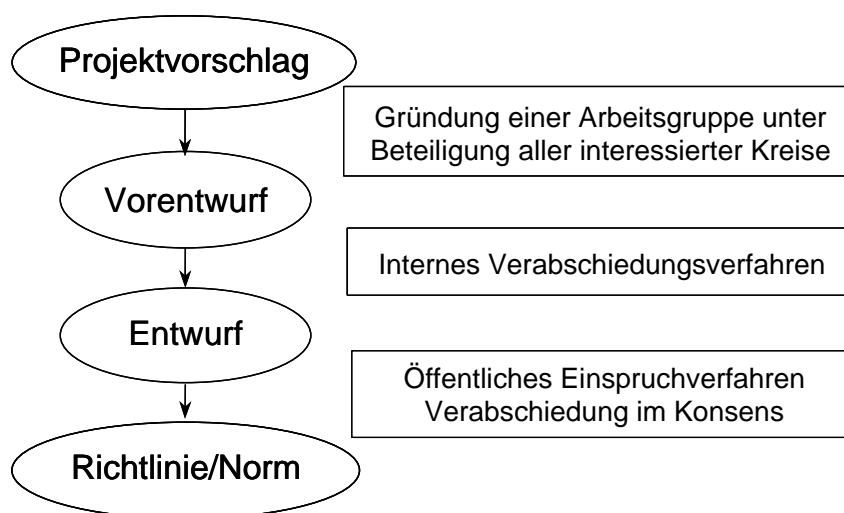 Projektvorschlag
Gründung einer Arbeitsgruppe unter
Beteiligung aller interessierter Kreise
Vorentwurf
Internes Verabschiedungsverfahren
Entwurf
Öffentliches Einspruchverfahren
Verabschiedung im Konsens
Richtlinie/Norm